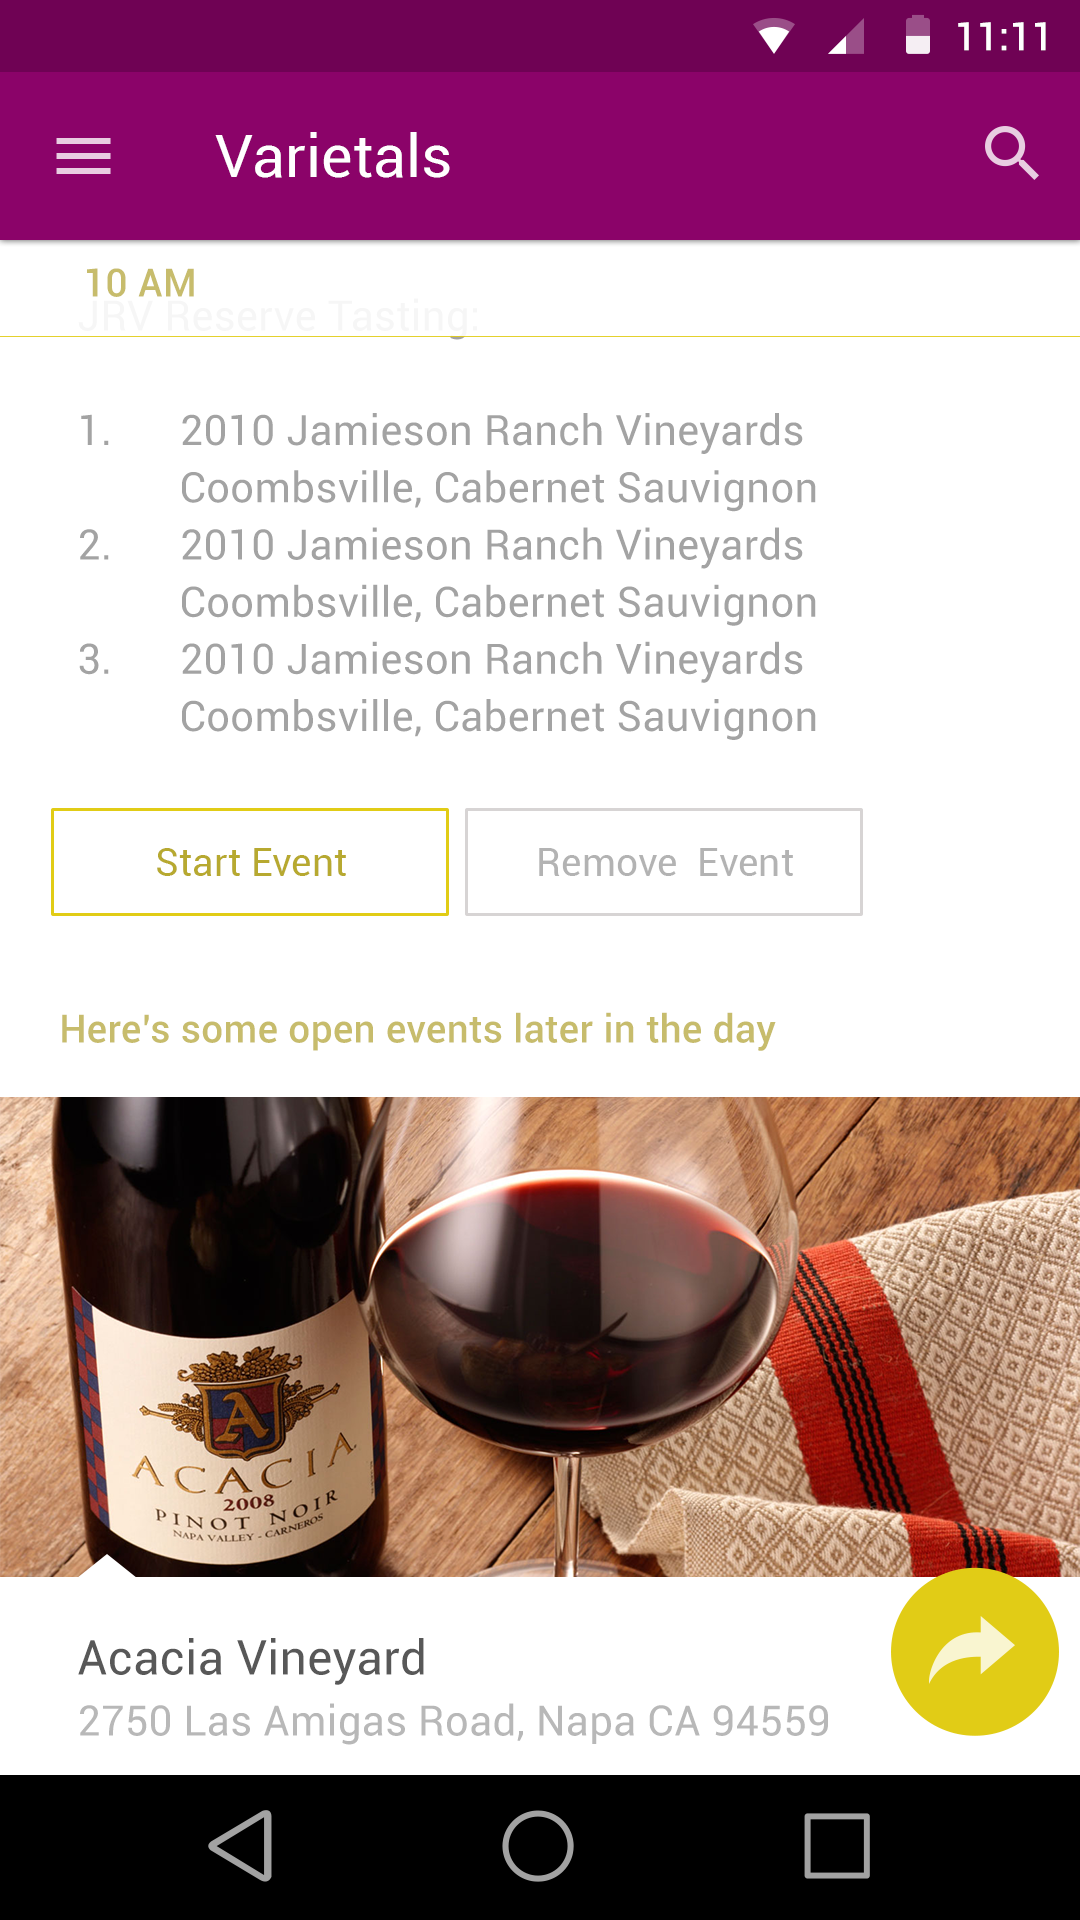 11:11
Varietals
10 AM
JRV Reserve Tasting:
1. 2010 Jamieson Ranch Vineyards
Coombsville, Cabernet Sauvignon
2. 2010 Jamieson Ranch Vineyards
Coombsville, Cabernet Sauvignon
3. 2010 Jamieson Ranch Vineyards
Coombsville, Cabernet Sauvignon
Start Event
Remove Event
Here's some open events later in the day
A
ACACIA
2008
PINOT NOIR
NAPA VALLEY - CARNEROS
Acacia Vineyard
2750 Las Amigas Road, Napa CA 94559